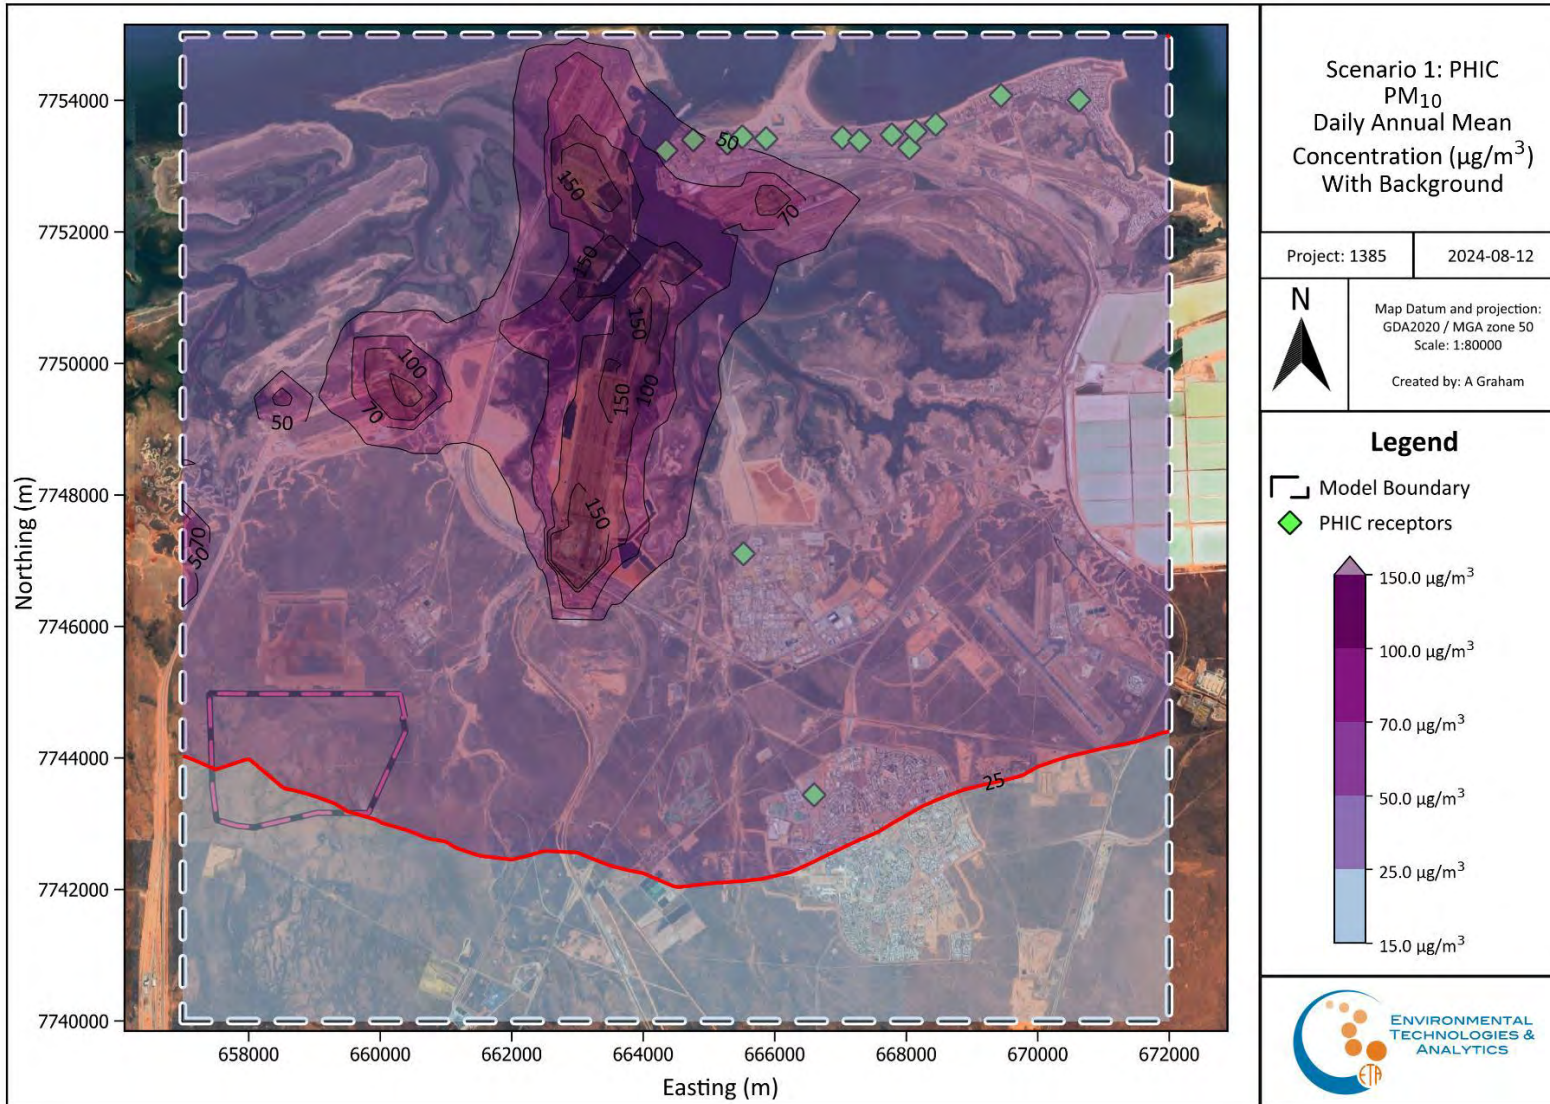 Scenario 1: PHIC
PM10
Daily Annual Mean
Concentration (µg/m³)
With Background
Project: 1385
2024-08-12
N
Map Datum and projection:
GDA2020 / MGA zone 50
Scale: 1:80000
Created by: A Graham
Legend
Model Boundary
PHIC receptors
150.0 µg/m³
100.0 µg/m³
70.0 µg/m³
50.0 µg/m³
25.0 µg/m³
15.0 µg/m³
ENVIRONMENTAL
TECHNOLOGIES &
ANALYTICS
ETA
Northing (m)
7754000
7752000
7750000
7748000
7746000
7744000
7742000
7740000
658000
660000
662000
664000
666000
668000
670000
672000
Easting (m)
50
150
70
150
150
100
100
150
70
50
150
70
50
25